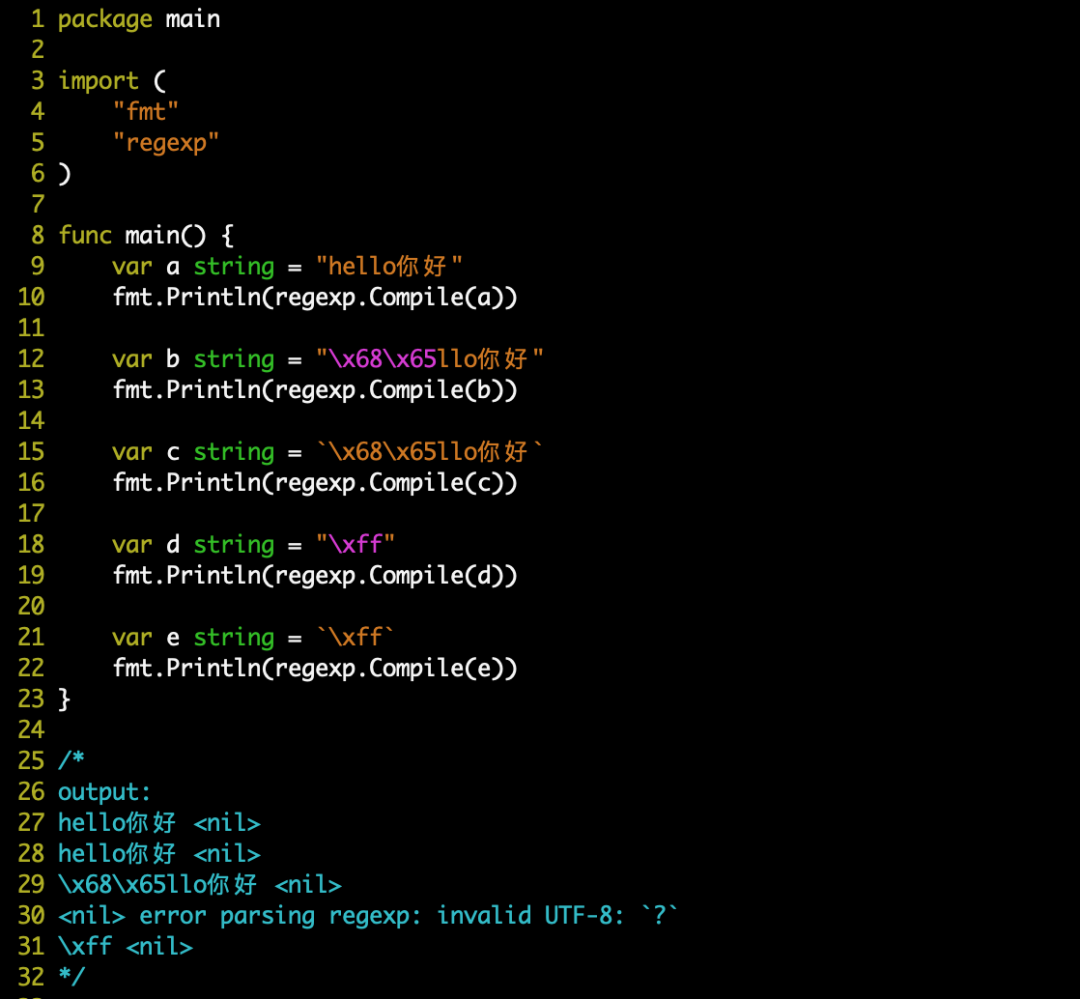 1 package main
2
3 import (
4     "fmt"
5     "regexp"
6 )
7
8 func main() {
9     var a string = "hello你好"
10     fmt.Println(regexp.Compile(a))
11
12     var b string = "\x68\x65llo你好"
13     fmt.Println(regexp.Compile(b))
14
15     var c string = `\x68\x65llo你好`
16     fmt.Println(regexp.Compile(c))
17
18     var d string = "\xff"
19     fmt.Println(regexp.Compile(d))
20
21     var e string = `\xff`
22     fmt.Println(regexp.Compile(e))
23 }
24
25 /*
26 output:
27 hello你好 <nil>
28 hello你好 <nil>
29 \x68\x65llo你好 <nil>
30 <nil> error parsing regexp: invalid UTF-8: `?`
31 \xff <nil>
32 */